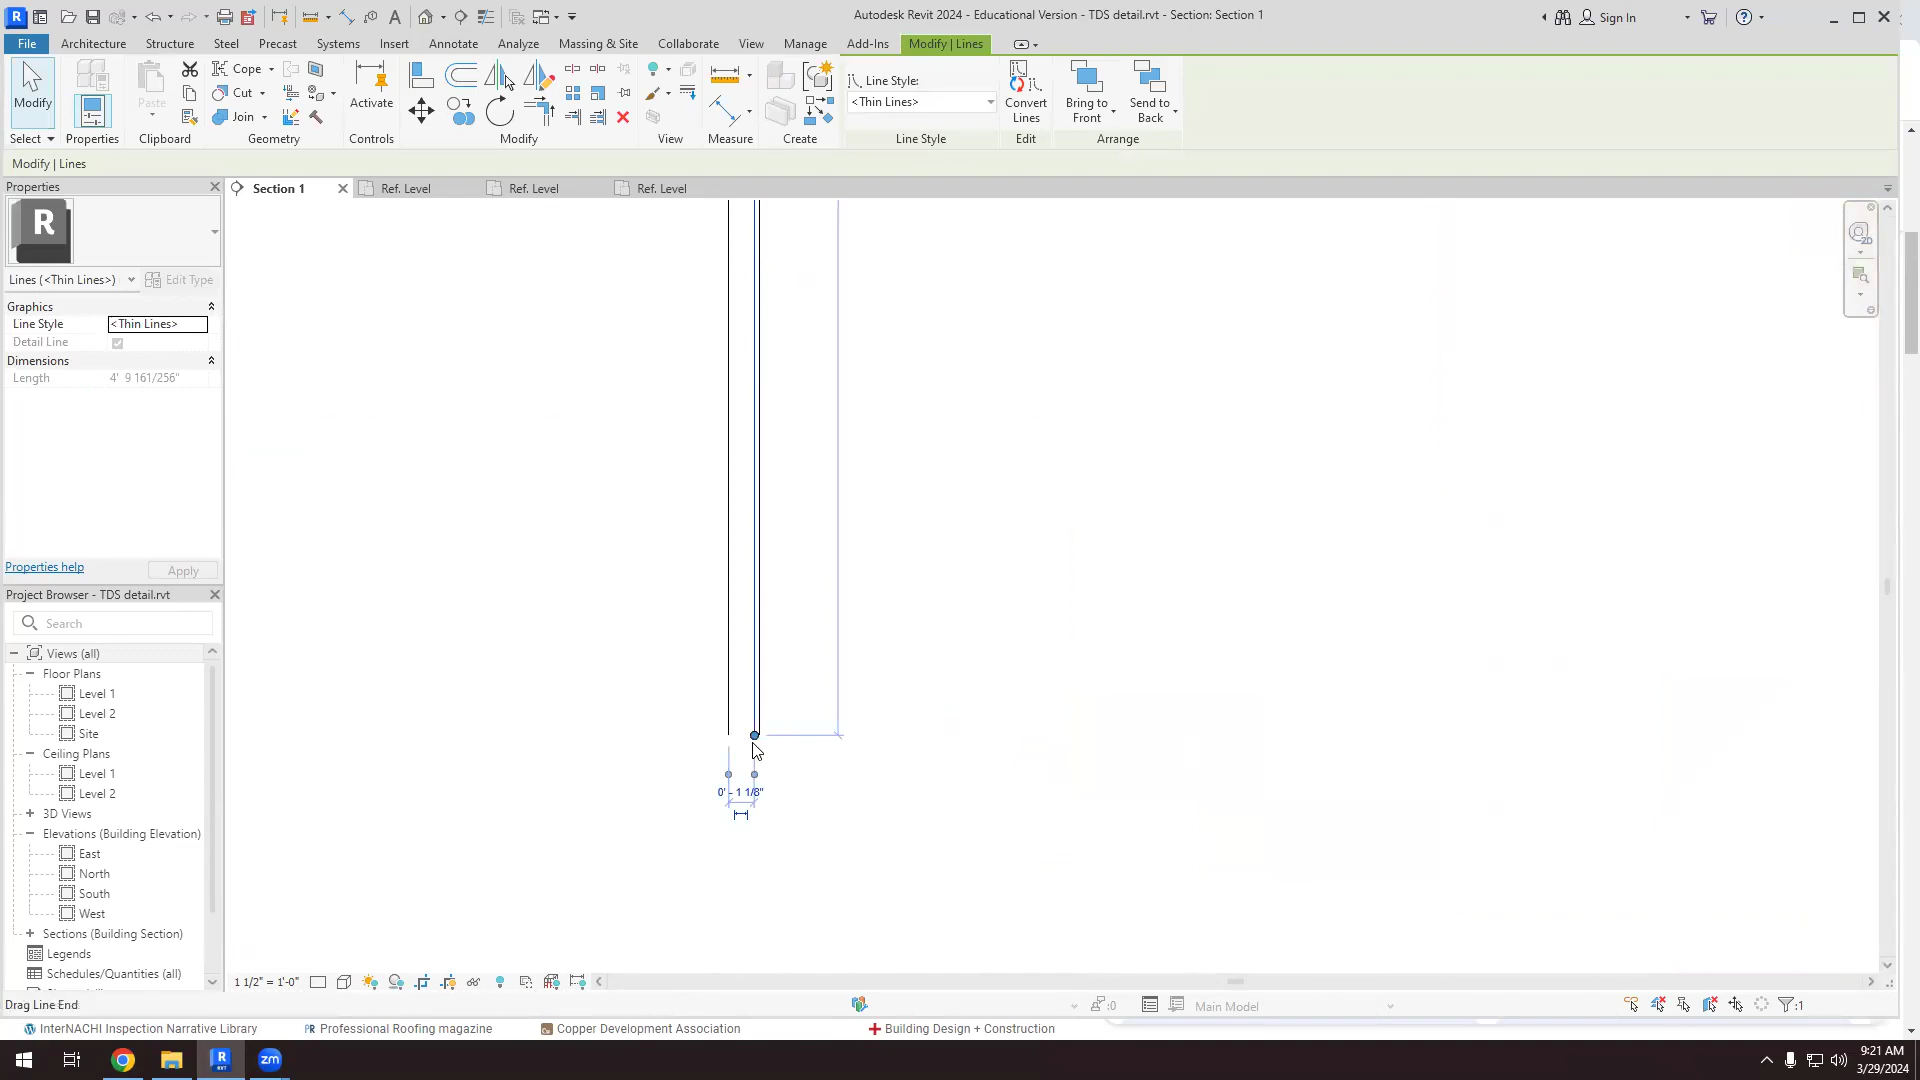 Autodesk Revit 2024 - Educational Version - TDS detail.rvt - Section: Section 1
Sign In
File
Architecture
Structure
Steel
Precast
Systems
Insert
Annotate
Analyze
Massing & Site
Collaborate
View
Manage
Add-Ins
Modify | Lines
Modify
Select
Properties
Paste
Clipboard
Cope
Cut
Join
Geometry
Activate
Controls
Modify
View
Measure
Create
Line Style:
<Thin Lines>
Line Style
Convert
Lines
Edit
Bring to
Front
Send to
Back
Arrange
Modify | Lines
Properties
Section 1
Ref. Level
Ref. Level
Ref. Level
R
Lines (<Thin Lines>)
Edit Type
Graphics
Line Style
<Thin Lines>
Detail Line
Dimensions
Length
4' 9 161/256"
Properties help
Apply
Project Browser - TDS detail.rvt
Search
Views (all)
Floor Plans
Level 1
Level 2
Site
Ceiling Plans
Level 1
Level 2
3D Views
Elevations (Building Elevation)
East
North
South
West
Sections (Building Section)
Legends
Schedules/Quantities (all)
0' - 1 1/8"
2D
1 1/2" = 1'-0"
Drag Line End
:0
Main Model
:1
InterNACHI Inspection Narrative Library
PR Professional Roofing magazine
Copper Development Association
Building Design + Construction
R
RVT
zm
9:21 AM
3/29/2024